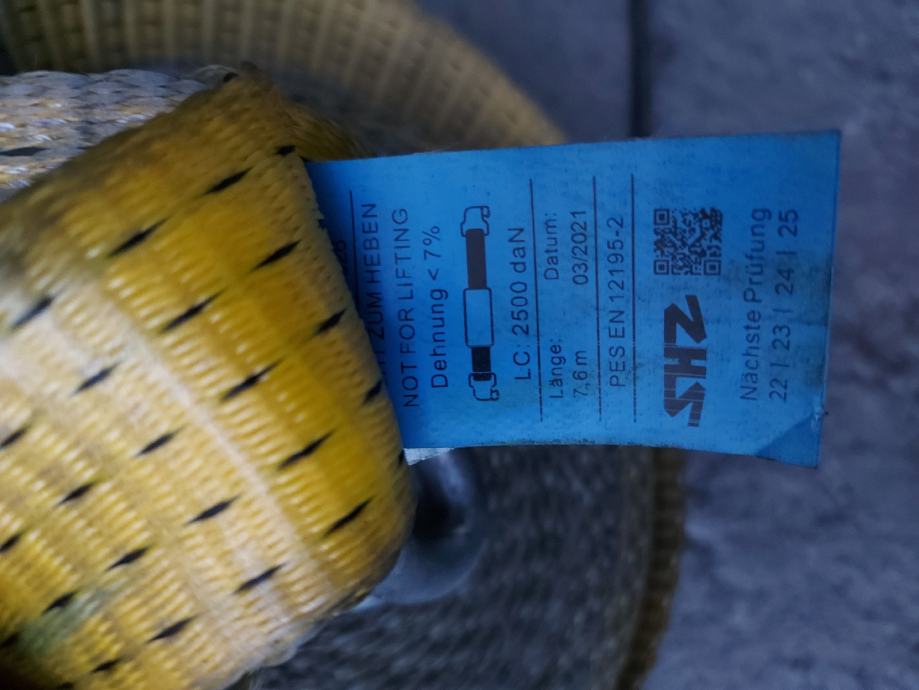 ZUM HEBEN
NOT FOR LIFTING
Dehnung < 7%
LC: 2500 daN
Länge: Datum:
7,6 m 03/2021
PES EN 12195-2
ZHS
Nächste Prüfung
22 | 23 | 24 | 25